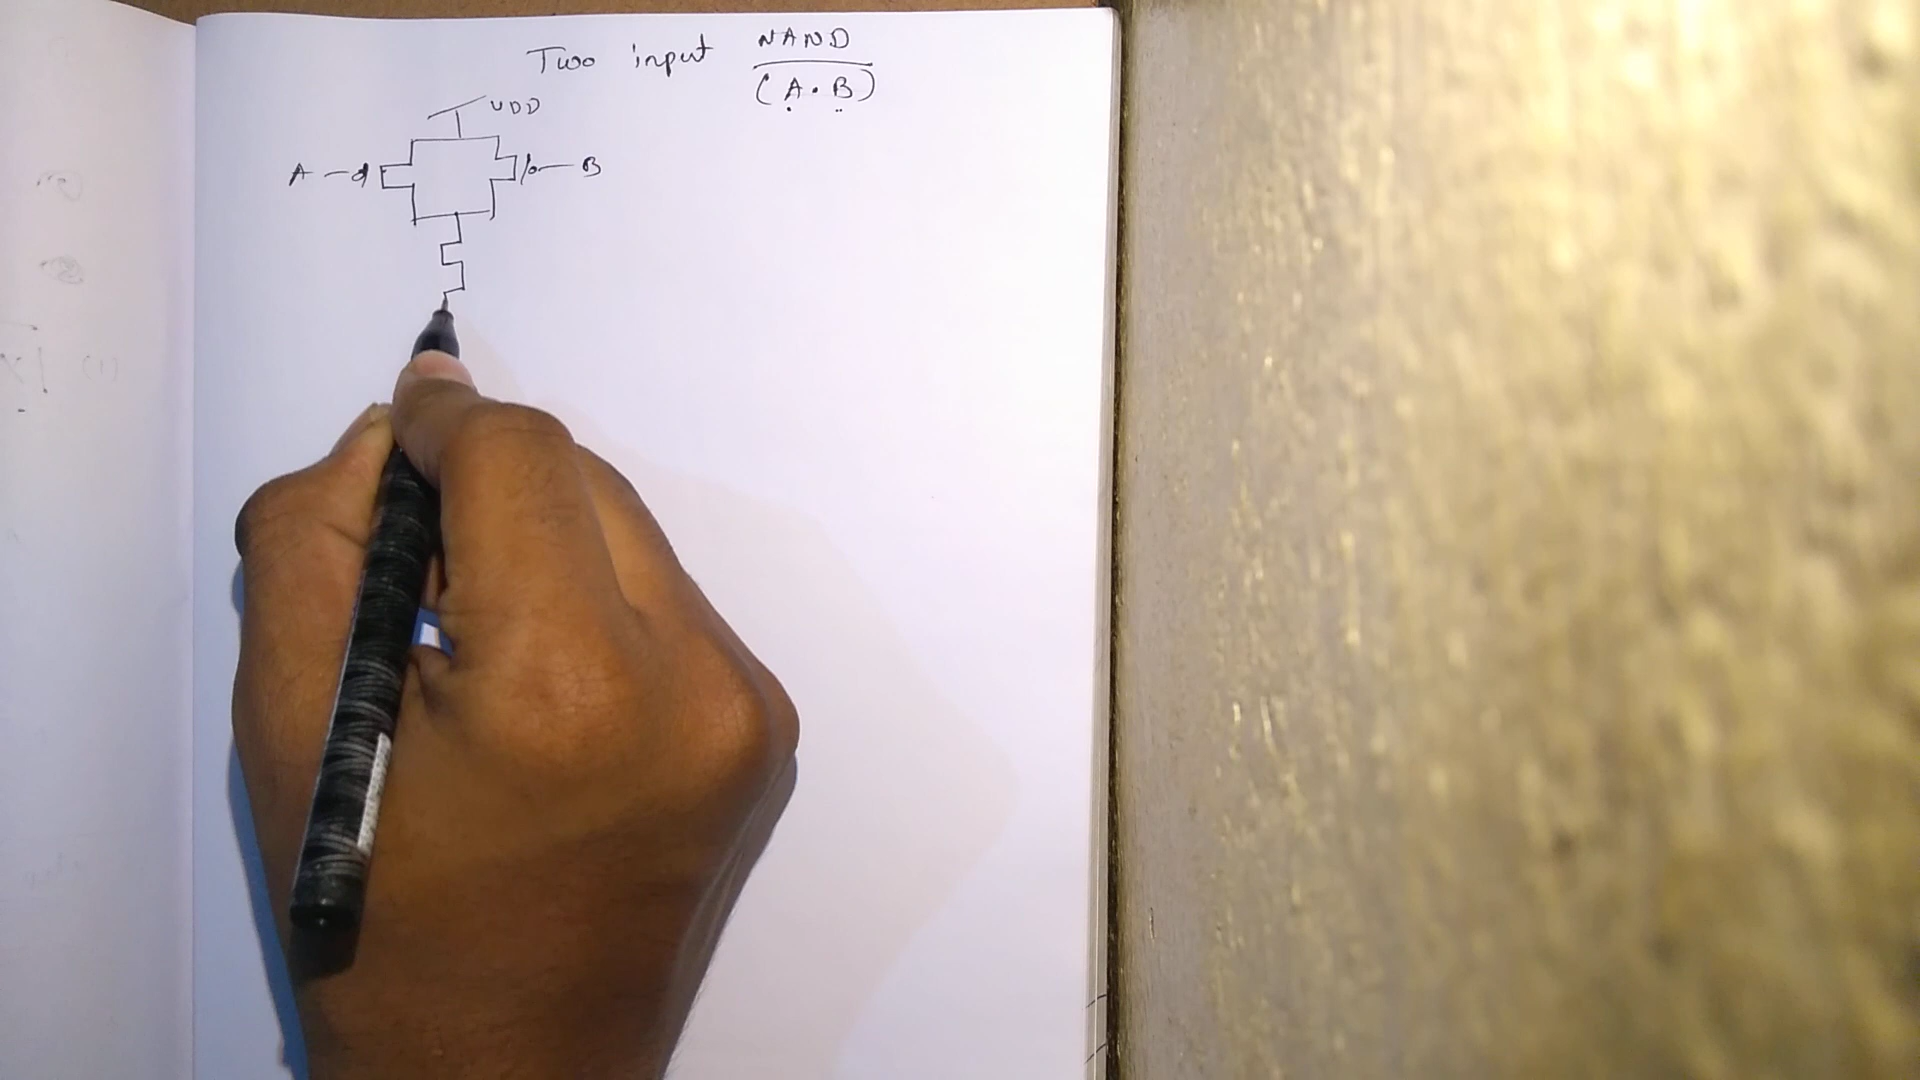 Two input NAND
(A . B)
VDD
A B